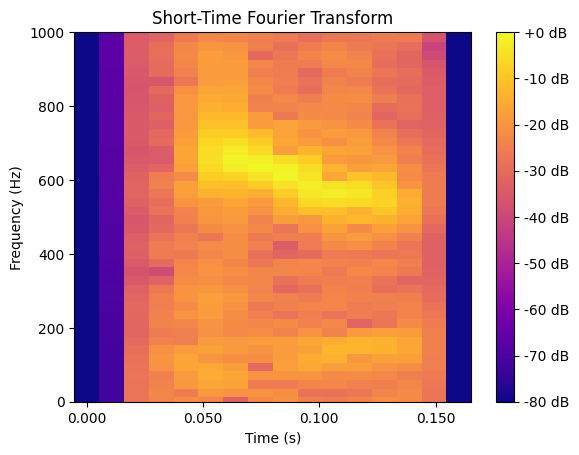 Short-Time Fourier Transform
1000
800
600
400
200
0
Frequency (Hz)
0.000
0.050
0.100
0.150
Time (s)
+0 dB
-10 dB
-20 dB
-30 dB
-40 dB
-50 dB
-60 dB
-70 dB
-80 dB